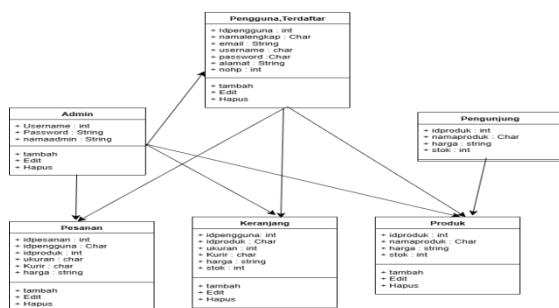 Pengguna,Terdaftar
+ Idpengguna : int
+ namalengkap : Char
+ email : String
+ username : char
+ password :Char
+ alamat : String
+ nohp : int
+ tambah
+ Edit
+ Hapus
Admin
+ Username : int
+ Password : String
+ namaadmin : String
+tambah
+ Edit
+ Hapus
Pengunjung
+ idproduk : int
+ namaproduk : Char
+ harga : string
+ stok : int
Pesanan
+ idpesanan : int
+ idpengguna : Char
+ idproduk : int
+ ukuran : char
+ Kurir : char
+ harga : string
+ tambah
+ Edit
+ Hapus
Keranjang
+ idpengguna: int
+ idproduk : Char
+ ukuran : int
+ Kurir : char
+ harga : string
+ stok : int
+ tambah
+ Edit
+ Hapus
Produk
+ idproduk : int
+ namaproduk : Char
+ harga : string
+ stok : int
+ tambah
+ Edit
+ Hapus